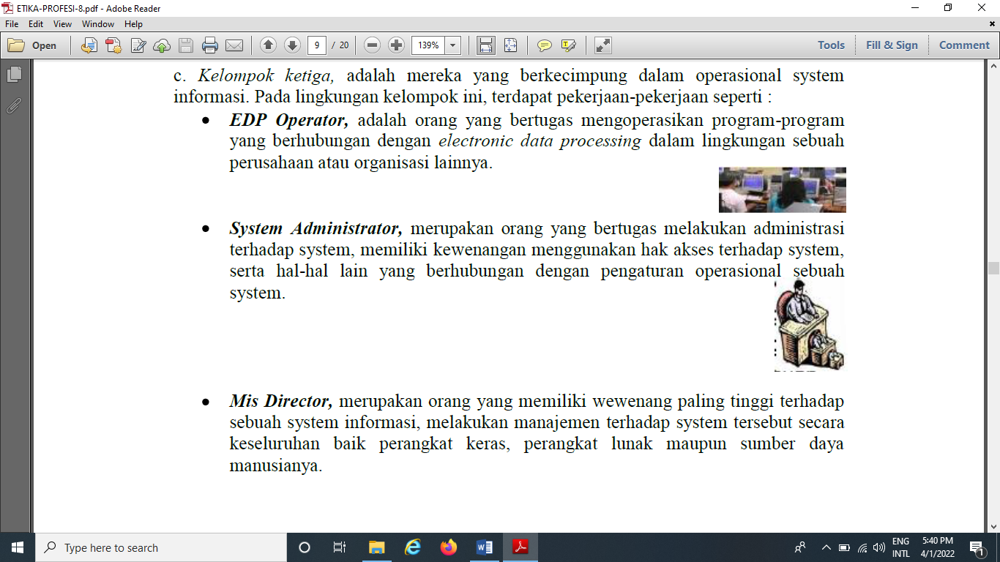 ETIKA-PROFESI-8.pdf - Adobe Reader
File Edit View Window Help
Open 9 / 20 139% Tools Fill & Sign Comment
c. Kelompok ketiga, adalah mereka yang berkecimpung dalam operasional system
informasi. Pada lingkungan kelompok ini, terdapat pekerjaan-pekerjaan seperti :
• EDP Operator, adalah orang yang bertugas mengoperasikan program-program
yang berhubungan dengan electronic data processing dalam lingkungan sebuah
perusahaan atau organisasi lainnya.
• System Administrator, merupakan orang yang bertugas melakukan administrasi
terhadap system, memiliki kewenangan menggunakan hak akses terhadap system,
serta hal-hal lain yang berhubungan dengan pengaturan operasional sebuah
system.
• Mis Director, merupakan orang yang memiliki wewenang paling tinggi terhadap
sebuah system informasi, melakukan manajemen terhadap system tersebut secara
keseluruhan baik perangkat keras, perangkat lunak maupun sumber daya
manusianya.
Type here to search
ENG 5:40 PM
INTL 4/1/2022 1